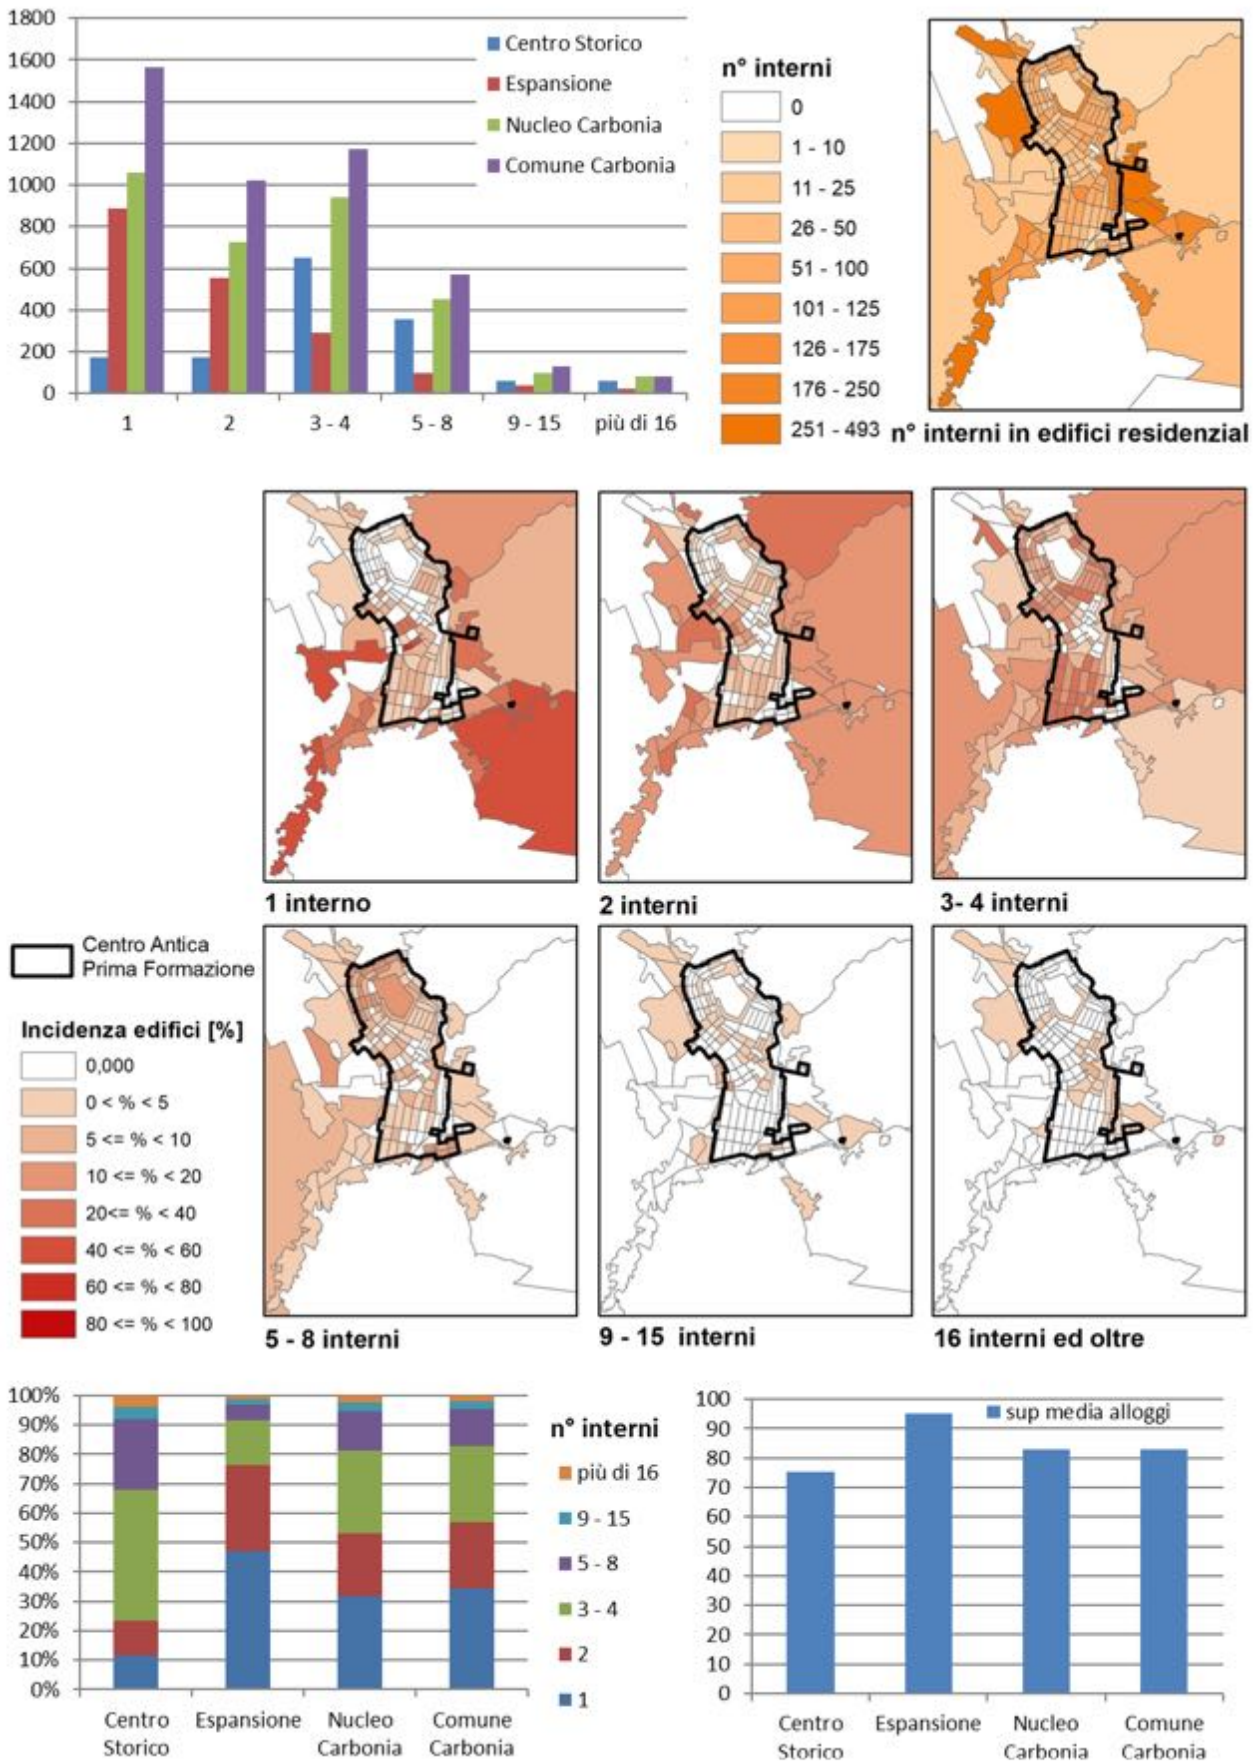 1800
1600
1400
1200
1000
800
600
400
200
0
1
2
3 - 4
5 - 8
9 - 15
più di 16
Centro Storico
Espansione
Nucleo Carbonia
Comune Carbonia
n° interni
0
1 - 10
11 - 25
26 - 50
51 - 100
101 - 125
126 - 175
176 - 250
251 - 493
n° interni in edifici residenzial
1 interno
2 interni
3- 4 interni
Centro Antica
Prima Formazione
Incidenza edifici [%]
0,000
0 < % < 5
5 <= % < 10
10 <= % < 20
20<= % < 40
40 <= % < 60
60 <= % < 80
80 <= % < 100
5 - 8 interni
9 - 15 interni
16 interni ed oltre
100%
90%
80%
70%
60%
50%
40%
30%
20%
10%
0%
Centro
Storico
Espansione
Nucleo
Carbonia
Comune
Carbonia
n° interni
più di 16
9 - 15
5 - 8
3 - 4
2
1
100
90
80
70
60
50
40
30
20
10
0
sup media alloggi
Centro
Storico
Espansione
Nucleo
Carbonia
Comune
Carbonia